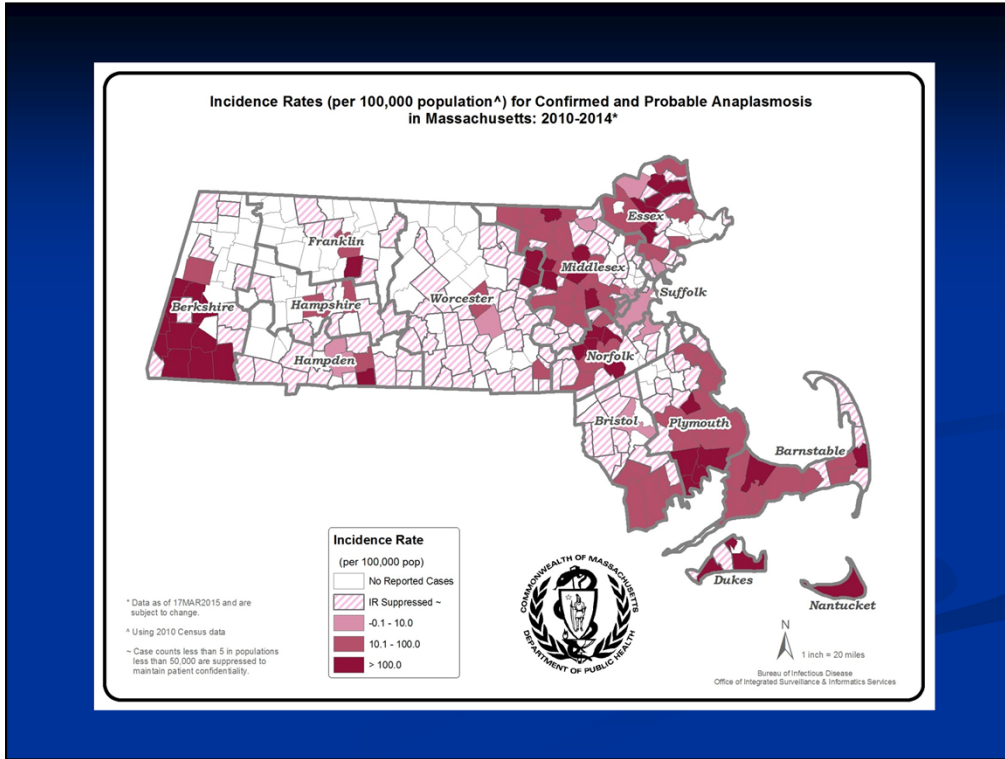 Incidence Rates (per 100,000 population^) for Confirmed and Probable Anaplasmosis
in Massachusetts: 2010-2014*
Essex
Franklin
Middlesex
Suffolk
Berkshire
Hampshire
Worcester
Hampden
Norfolk
Bristol
Plymouth
Barnstable
Dukes
Nantucket
Incidence Rate
(per 100,000 pop)
No Reported Cases
IR Suppressed ~
-0.1 - 10.0
10.1 - 100.0
> 100.0
* Data as of 17MAR2015 and are
subject to change.
^ Using 2010 Census data
~ Case counts less than 5 in populations
less than 50,000 are suppressed to
maintain patient confidentiality.
COMMONWEALTH OF MASSACHUSETTS
DEPARTMENT OF PUBLIC HEALTH
N
1 inch = 20 miles
Bureau of Infectious Disease
Office of Integrated Surveillance & Informatics Services